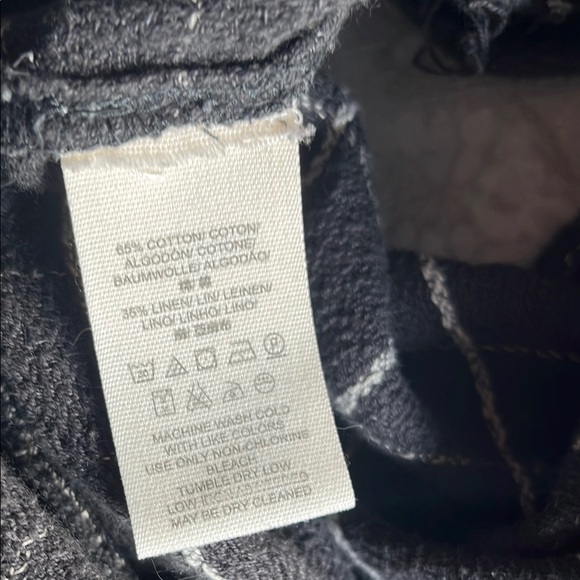 65% COTTON/ COTON/
ALGODÓN/ COTONE/
BAUMWOLLE/ ALGODÃO/
35% LINEN/ LIN/ LEINEN/
LINO/ LINHO/ LINO/
MACHINE WASH COLD
WITH LIKE COLORS
USE ONLY NON-CHLORINE
BLEACH
TUMBLE DRY LOW
LOW
MAY BE DRY CLEANED